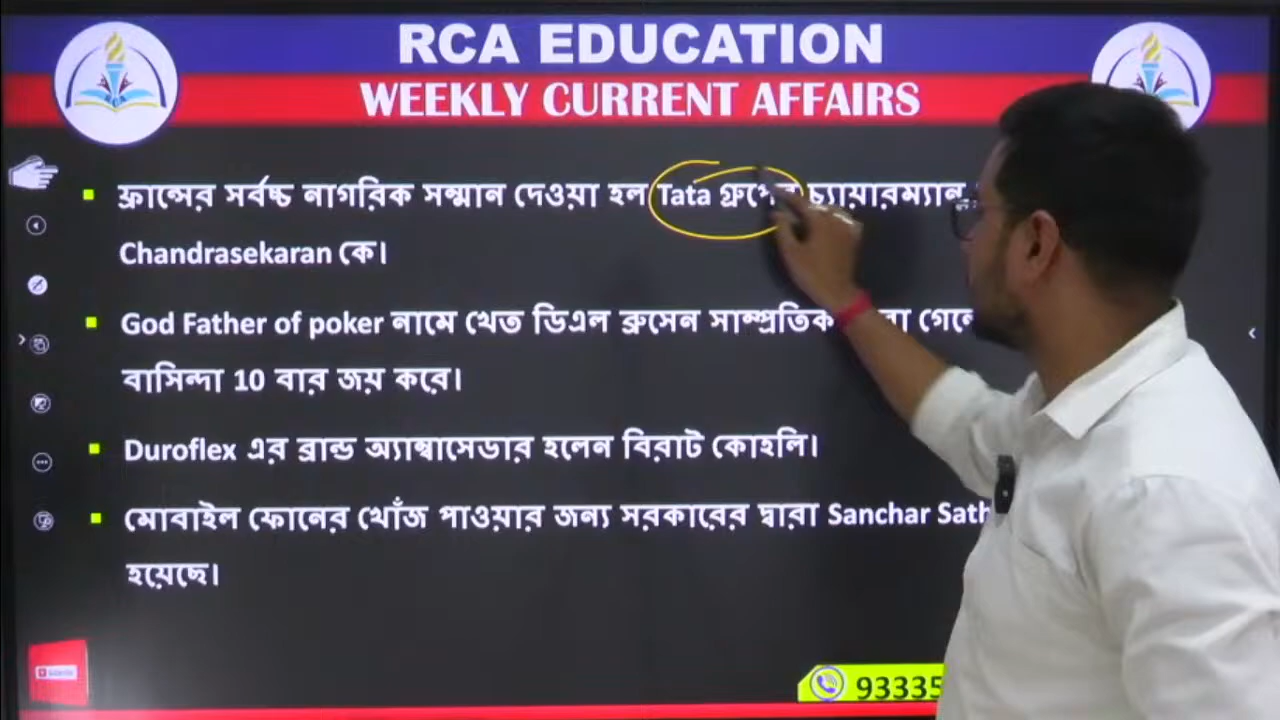 RCA EDUCATION
WEEKLY CURRENT AFFAIRS
ফ্রান্সের সর্বচ্চ নাগরিক সম্মান দেওয়া হল Tata গ্রুপের চ্যায়ারম্যান
Chandrasekaran কে।
God Father of poker নামে খেত ডিএল ব্রুসেন সাম্প্রতিক
বাসিন্দা 10 বার জয় করে।
Duroflex এর ব্রান্ড অ্যাম্বাসেডার হলেন বিরাট কোহলি।
মোবাইল ফোনের খোঁজ পাওয়ার জন্য সরকারের দ্বারা Sanchar
হয়েছে।
93335